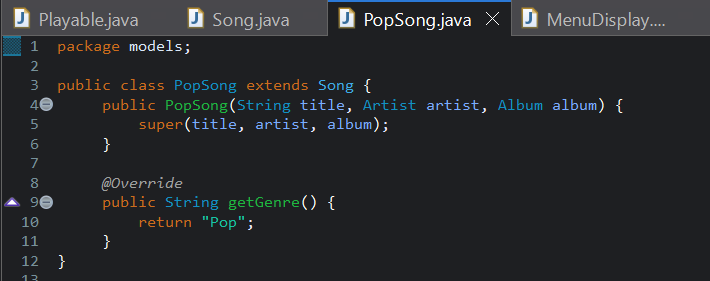 Playable.java Song.java PopSong.java MenuDisplay....
1 package models;
2
3 public class PopSong extends Song {
4 public PopSong(String title, Artist artist, Album album) {
5 super(title, artist, album);
6 }
7
8 @Override
9 public String getGenre() {
10 return "Pop";
11 }
12 }
13